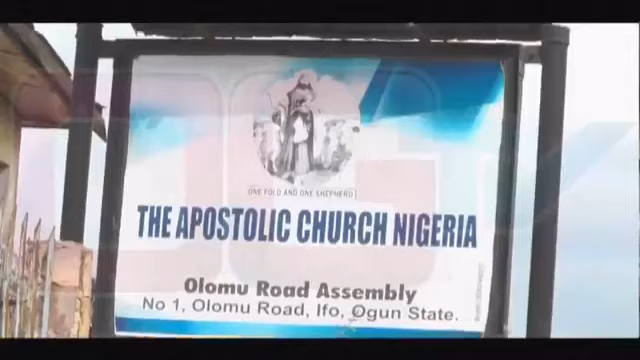 ONE FOLD AND ONE SHEPHERD
THE APOSTOLIC CHURCH NIGERIA
Olomu Road Assembly
No 1, Olomu Road, Ifo, Ogun State.